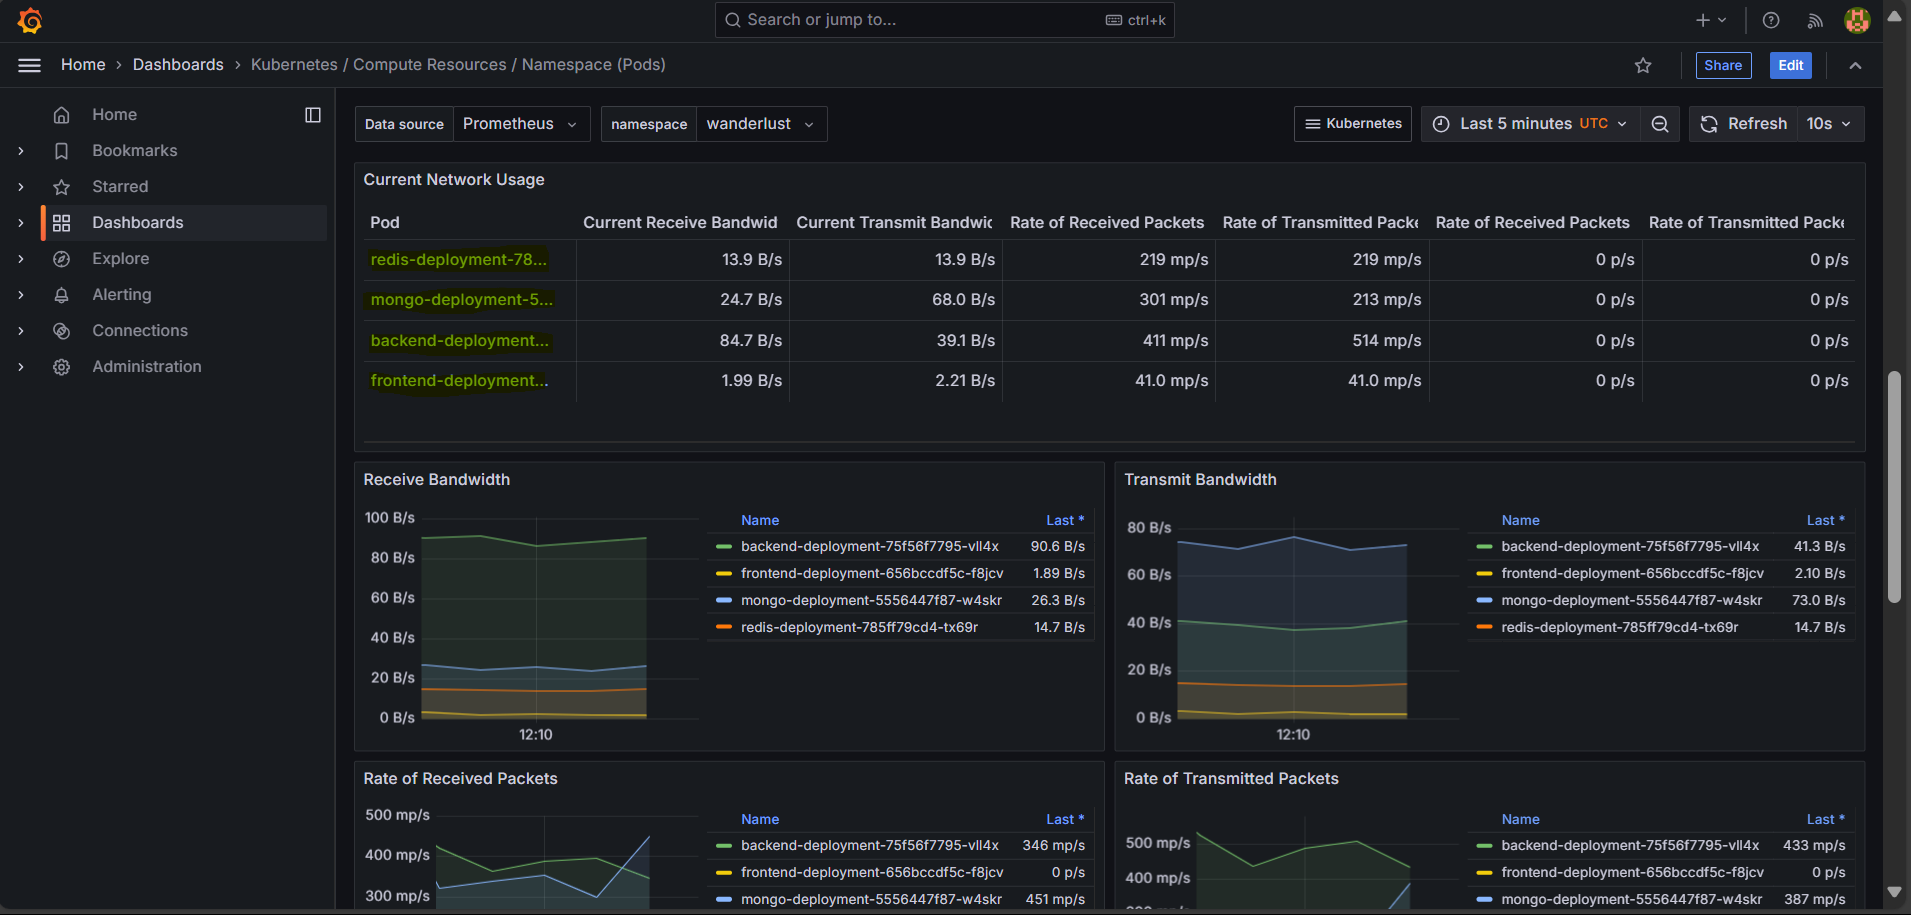 Search or jump to... ctrl+k
Home › Dashboards › Kubernetes / Compute Resources / Namespace (Pods) Share Edit
Home
Bookmarks
Starred
Dashboards
Explore
Alerting
Connections
Administration
Data source Prometheus namespace wanderlust Kubernetes Last 5 minutes UTC Refresh 10s
Current Network Usage
Pod Current Receive Bandwid Current Transmit Bandwic Rate of Received Packets Rate of Transmitted Packe Rate of Received Packets Rate of Transmitted Packe
redis-deployment-78... 13.9 B/s 13.9 B/s 219 mp/s 219 mp/s 0 p/s 0 p/s
mongo-deployment-5... 24.7 B/s 68.0 B/s 301 mp/s 213 mp/s 0 p/s 0 p/s
backend-deployment... 84.7 B/s 39.1 B/s 411 mp/s 514 mp/s 0 p/s 0 p/s
frontend-deployment... 1.99 B/s 2.21 B/s 41.0 mp/s 41.0 mp/s 0 p/s 0 p/s
Receive Bandwidth
100 B/s
80 B/s
60 B/s
40 B/s
20 B/s
0 B/s
12:10
Name Last *
backend-deployment-75f56f7795-vll4x 90.6 B/s
frontend-deployment-656bccdf5c-f8jcv 1.89 B/s
mongo-deployment-5556447f87-w4skr 26.3 B/s
redis-deployment-785ff79cd4-tx69r 14.7 B/s
Transmit Bandwidth
80 B/s
60 B/s
40 B/s
20 B/s
0 B/s
12:10
Name Last *
backend-deployment-75f56f7795-vll4x 41.3 B/s
frontend-deployment-656bccdf5c-f8jcv 2.10 B/s
mongo-deployment-5556447f87-w4skr 73.0 B/s
redis-deployment-785ff79cd4-tx69r 14.7 B/s
Rate of Received Packets
500 mp/s
400 mp/s
300 mp/s
Name Last *
backend-deployment-75f56f7795-vll4x 346 mp/s
frontend-deployment-656bccdf5c-f8jcv 0 p/s
mongo-deployment-5556447f87-w4skr 451 mp/s
Rate of Transmitted Packets
500 mp/s
400 mp/s
Name Last *
backend-deployment-75f56f7795-vll4x 433 mp/s
frontend-deployment-656bccdf5c-f8jcv 0 p/s
mongo-deployment-5556447f87-w4skr 387 mp/s